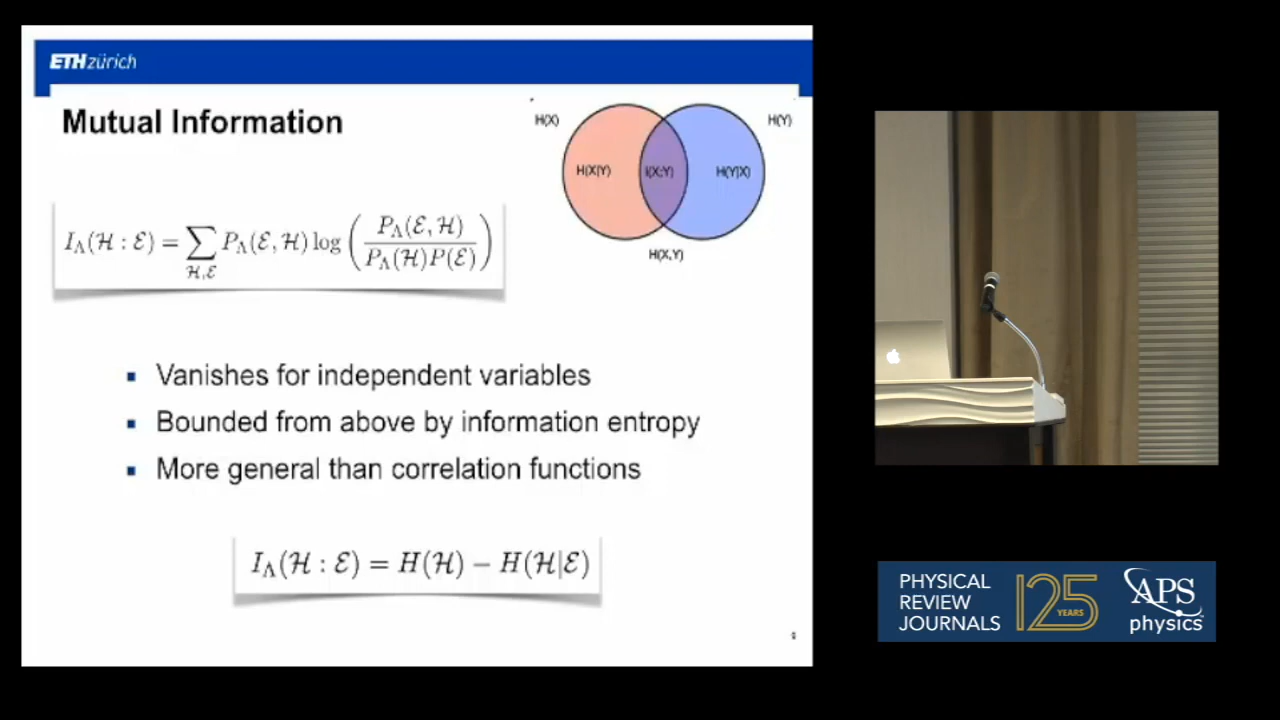 ETH zürich
Mutual Information
H(X)
H(Y)
H(X|Y)
I(X;Y)
H(Y|X)
H(X,Y)
I_Λ(ℋ : ℰ) = ∑_{ℋ,ℰ} P_Λ(ℰ, ℋ) log ( P_Λ(ℰ, ℋ) / P_Λ(ℋ)P(ℰ) )
▪ Vanishes for independent variables
▪ Bounded from above by information entropy
▪ More general than correlation functions
I_Λ(ℋ : ℰ) = H(ℋ) − H(ℋ|ℰ)
PHYSICAL
REVIEW
JOURNALS
125
YEARS
APS
physics